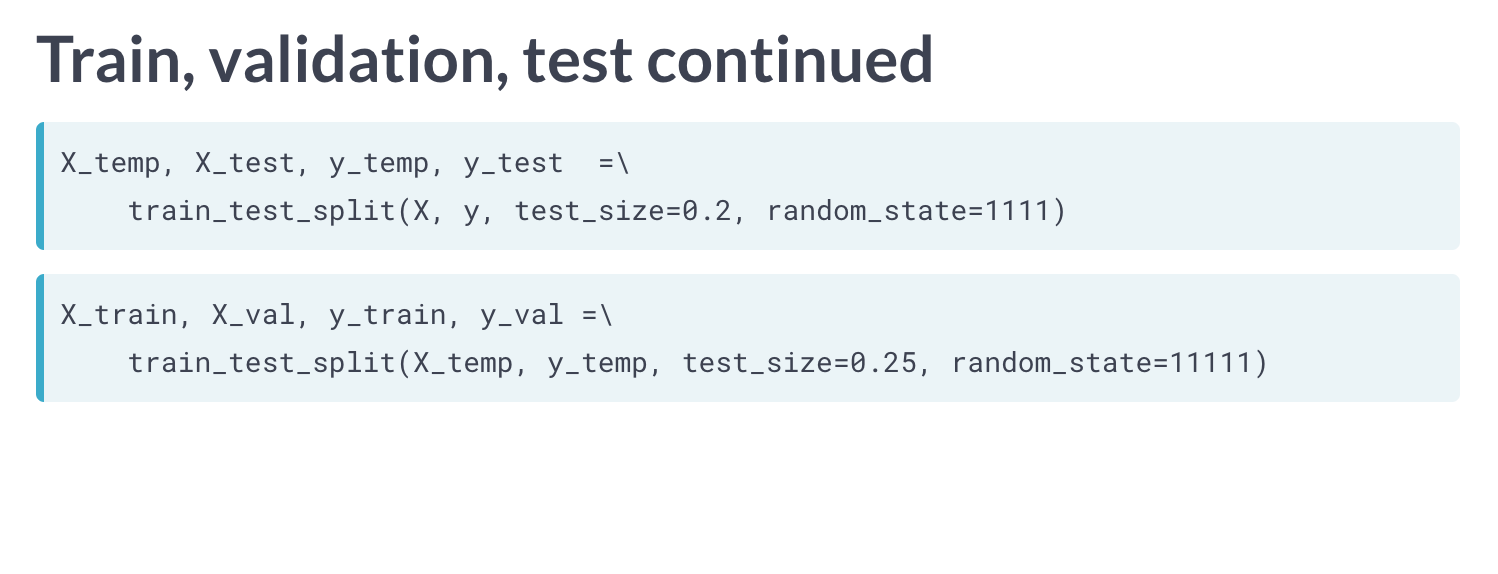 Train, validation, test continued
X_temp, X_test, y_temp, y_test  =\
    train_test_split(X, y, test_size=0.2, random_state=1111)
X_train, X_val, y_train, y_val =\
    train_test_split(X_temp, y_temp, test_size=0.25, random_state=11111)